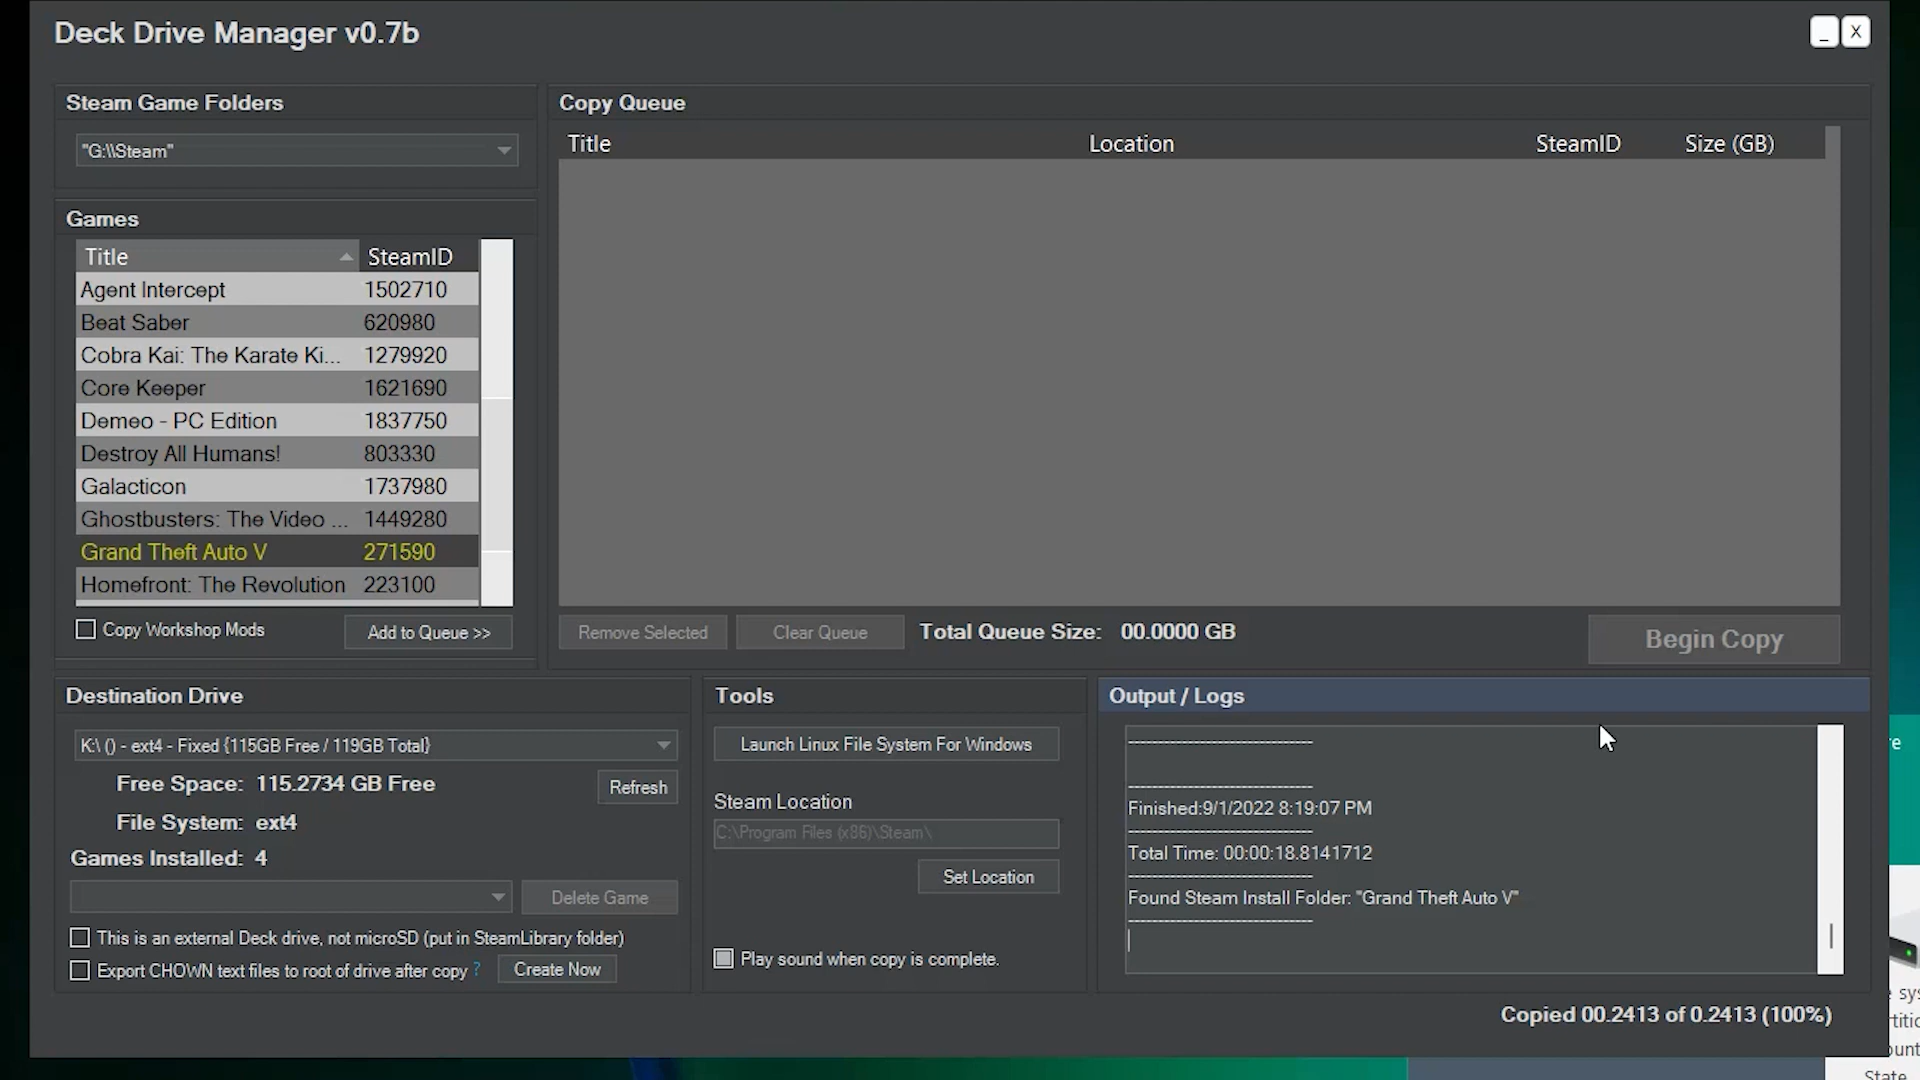 Deck Drive Manager v0.7b
_ X
Steam Game Folders
"G:\\Steam"
Games
Title SteamID
Agent Intercept 1502710
Beat Saber 620980
Cobra Kai: The Karate Ki... 1279920
Core Keeper 1621690
Demeo - PC Edition 1837750
Destroy All Humans! 803330
Galacticon 1737980
Ghostbusters: The Video ... 1449280
Grand Theft Auto V 271590
Homefront: The Revolution 223100
Copy Workshop Mods
Add to Queue >>
Copy Queue
Title Location SteamID Size (GB)
Remove Selected
Clear Queue
Total Queue Size: 00.0000 GB
Begin Copy
Destination Drive
K:\ () - ext4 - Fixed {115GB Free / 119GB Total}
Free Space: 115.2734 GB Free
Refresh
File System: ext4
Games Installed: 4
Delete Game
This is an external Deck drive, not microSD (put in SteamLibrary folder)
Export CHOWN text files to root of drive after copy ?
Create Now
Tools
Launch Linux File System For Windows
Steam Location
C:\Program Files (x86)\Steam\
Set Location
Play sound when copy is complete.
Output / Logs
----------------------------
----------------------------
Finished:9/1/2022 8:19:07 PM
----------------------------
Total Time: 00:00:18.8141712
----------------------------
Found Steam Install Folder: "Grand Theft Auto V"
----------------------------
Copied 00.2413 of 0.2413 (100%)
State